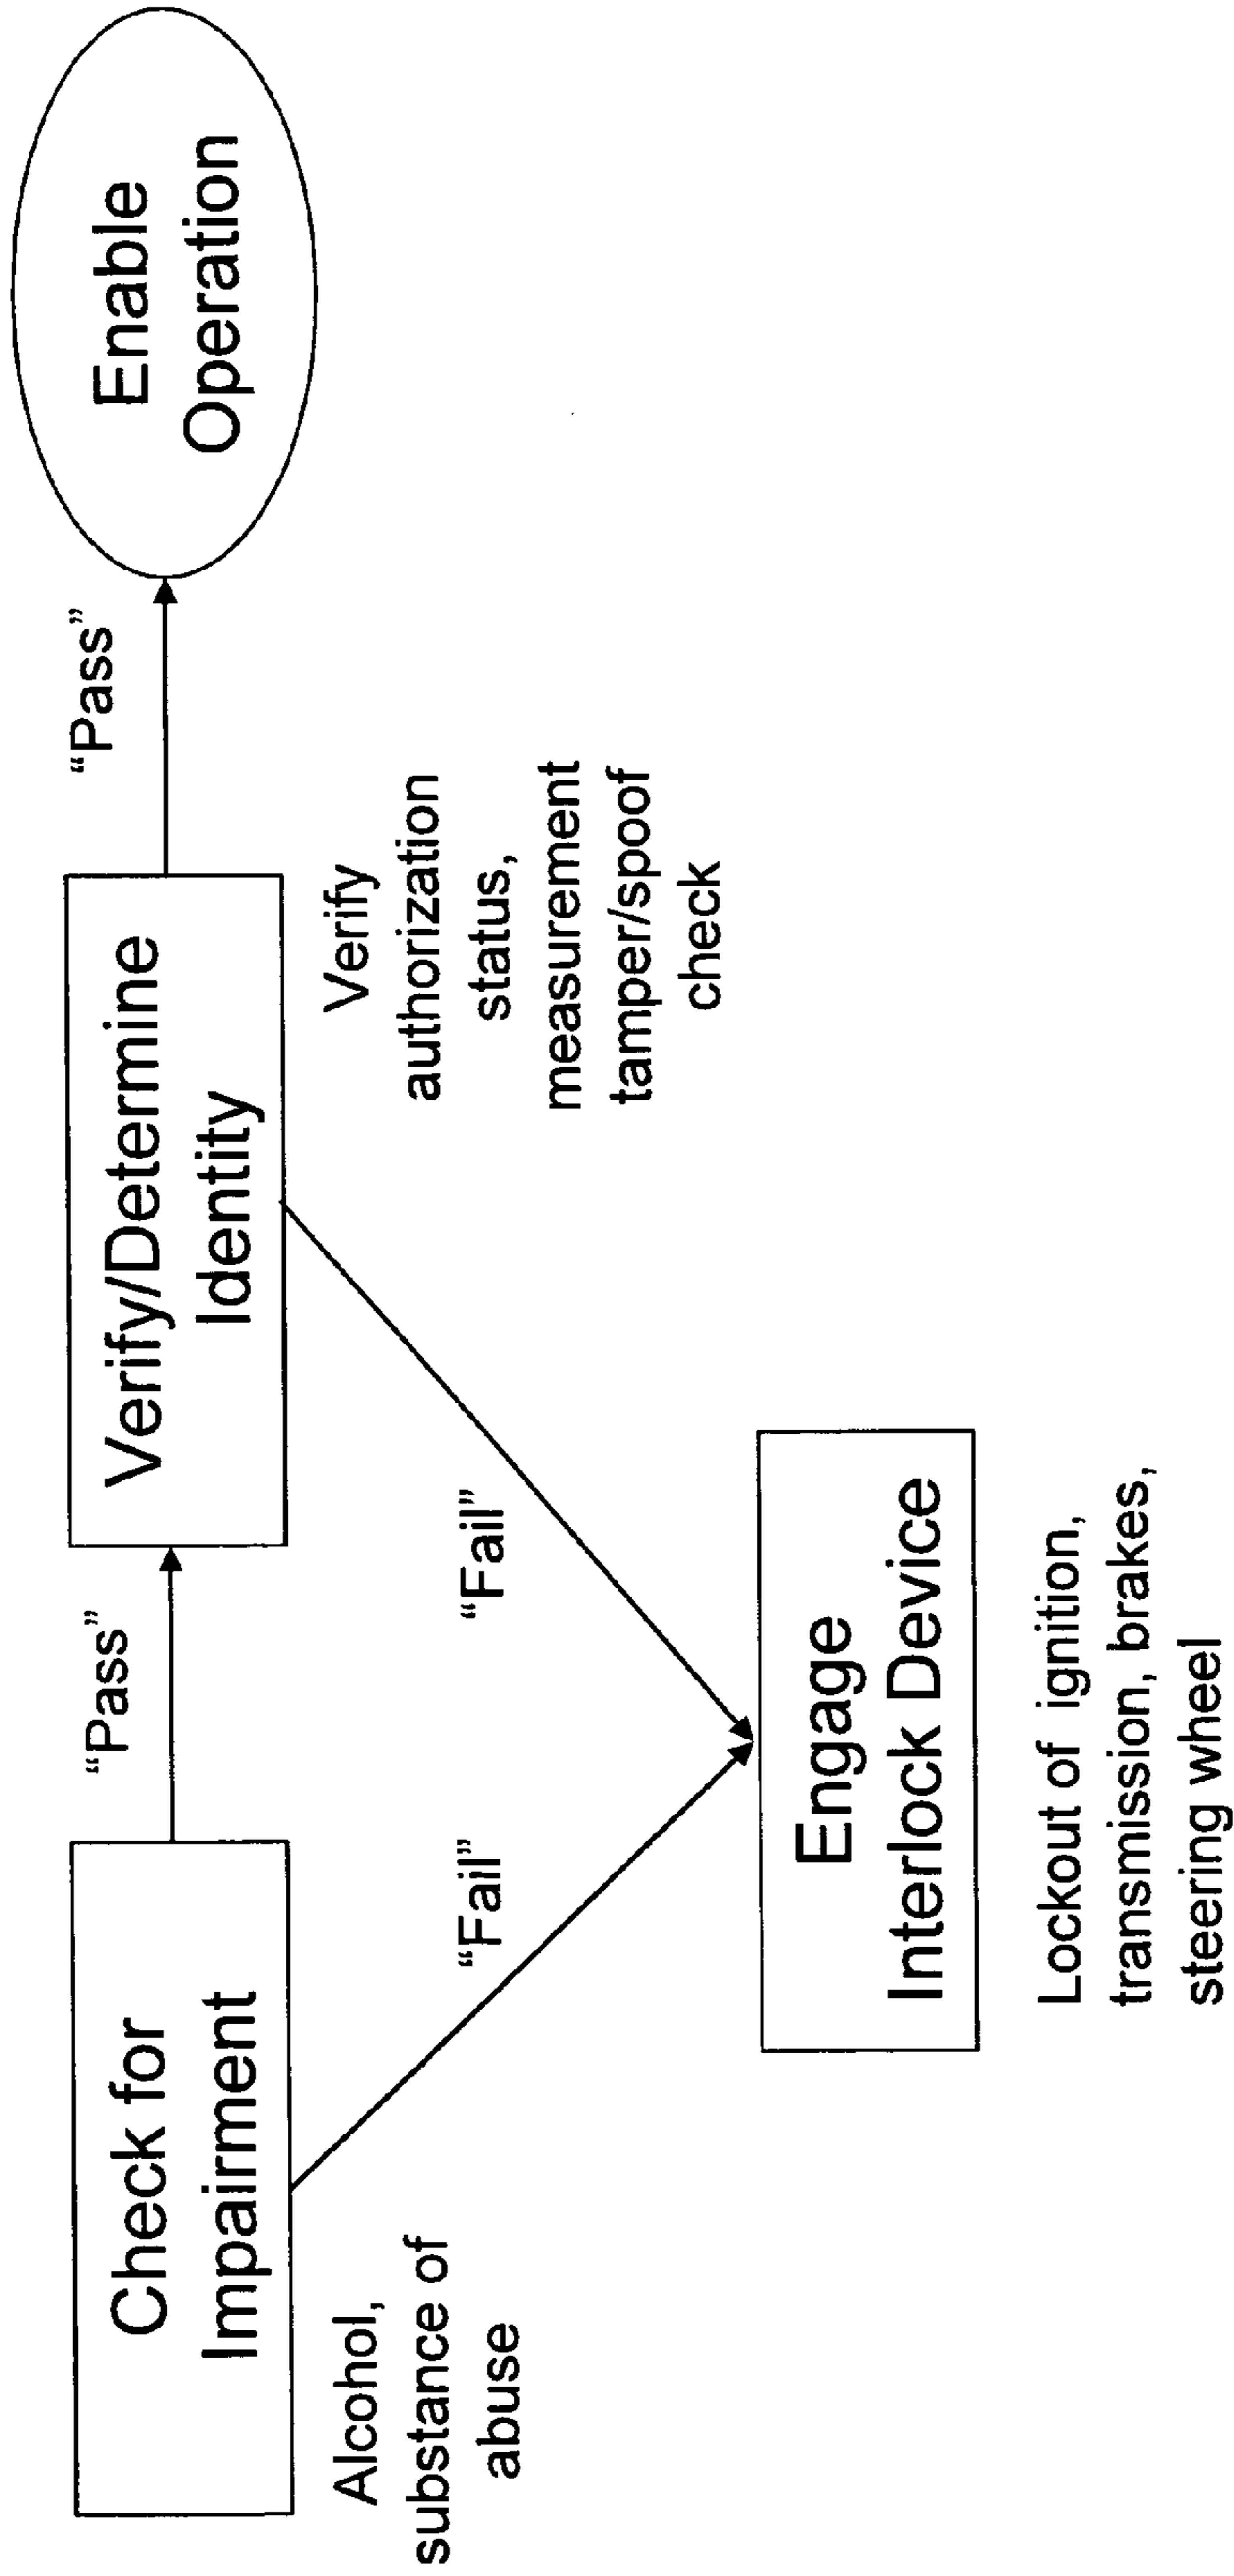 Check for
Impairment
Alcohol,
substance of
abuse
“Pass”
“Fail”
Verify/Determine
Identity
Verify
authorization
status,
measurement
tamper/spoof
check
“Pass”
“Fail”
Enable
Operation
Engage
Interlock Device
Lockout of ignition,
transmission, brakes,
steering wheel